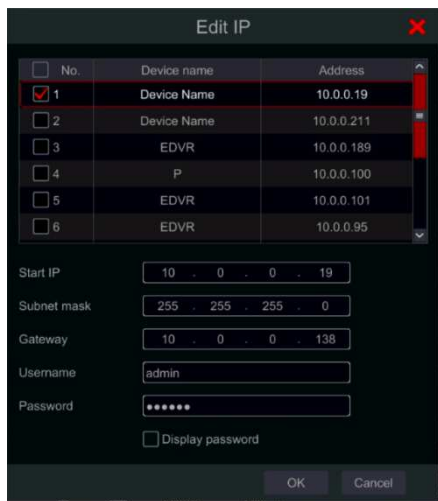 Edit IP
No. Device name Address
1 Device Name 10.0.0.19
2 Device Name 10.0.0.211
3 EDVR 10.0.0.189
4 P 10.0.0.100
5 EDVR 10.0.0.101
6 EDVR 10.0.0.95
Start IP 10 . 0 . 0 . 19
Subnet mask 255 . 255 . 255 . 0
Gateway 10 . 0 . 0 . 138
Username admin
Password ●●●●●●
Display password
OK Cancel